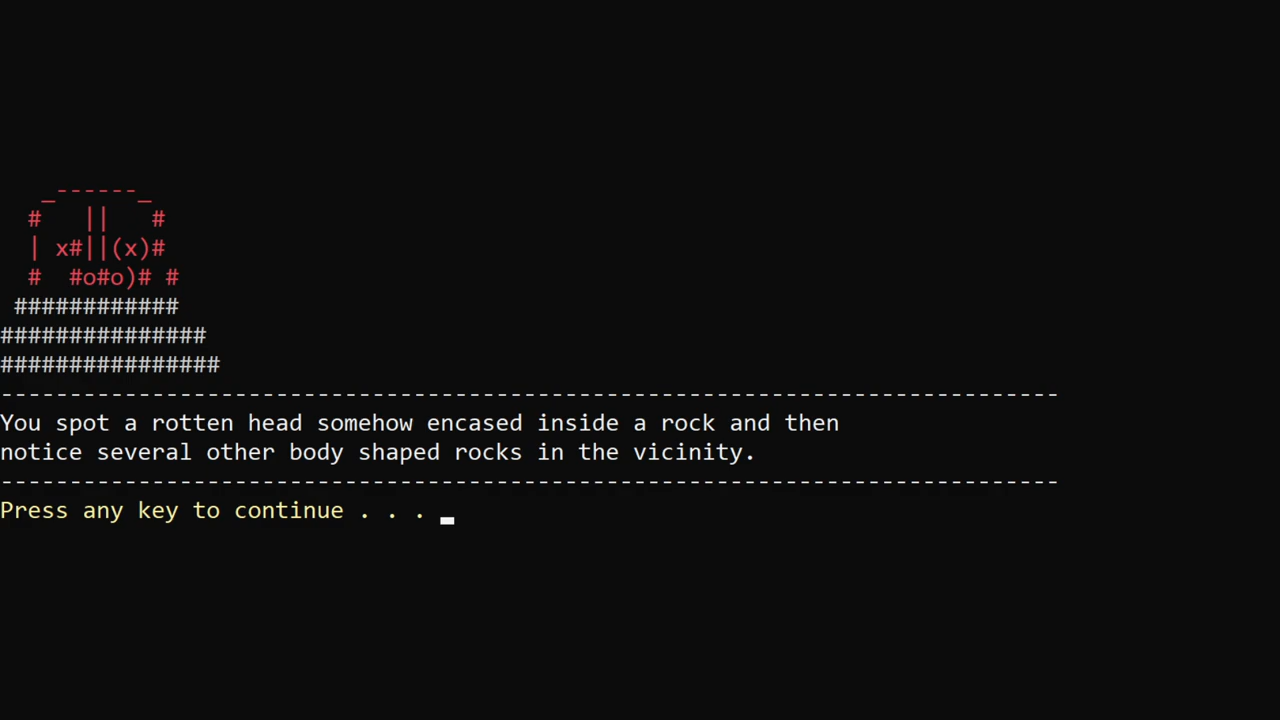 _------_
  #   ||   #
  | x#||(x)#
  #  #o#o)# #
 ############
###############
################
-----------------------------------------------------------------------------
You spot a rotten head somehow encased inside a rock and then
notice several other body shaped rocks in the vicinity.
-----------------------------------------------------------------------------
Press any key to continue . . . _